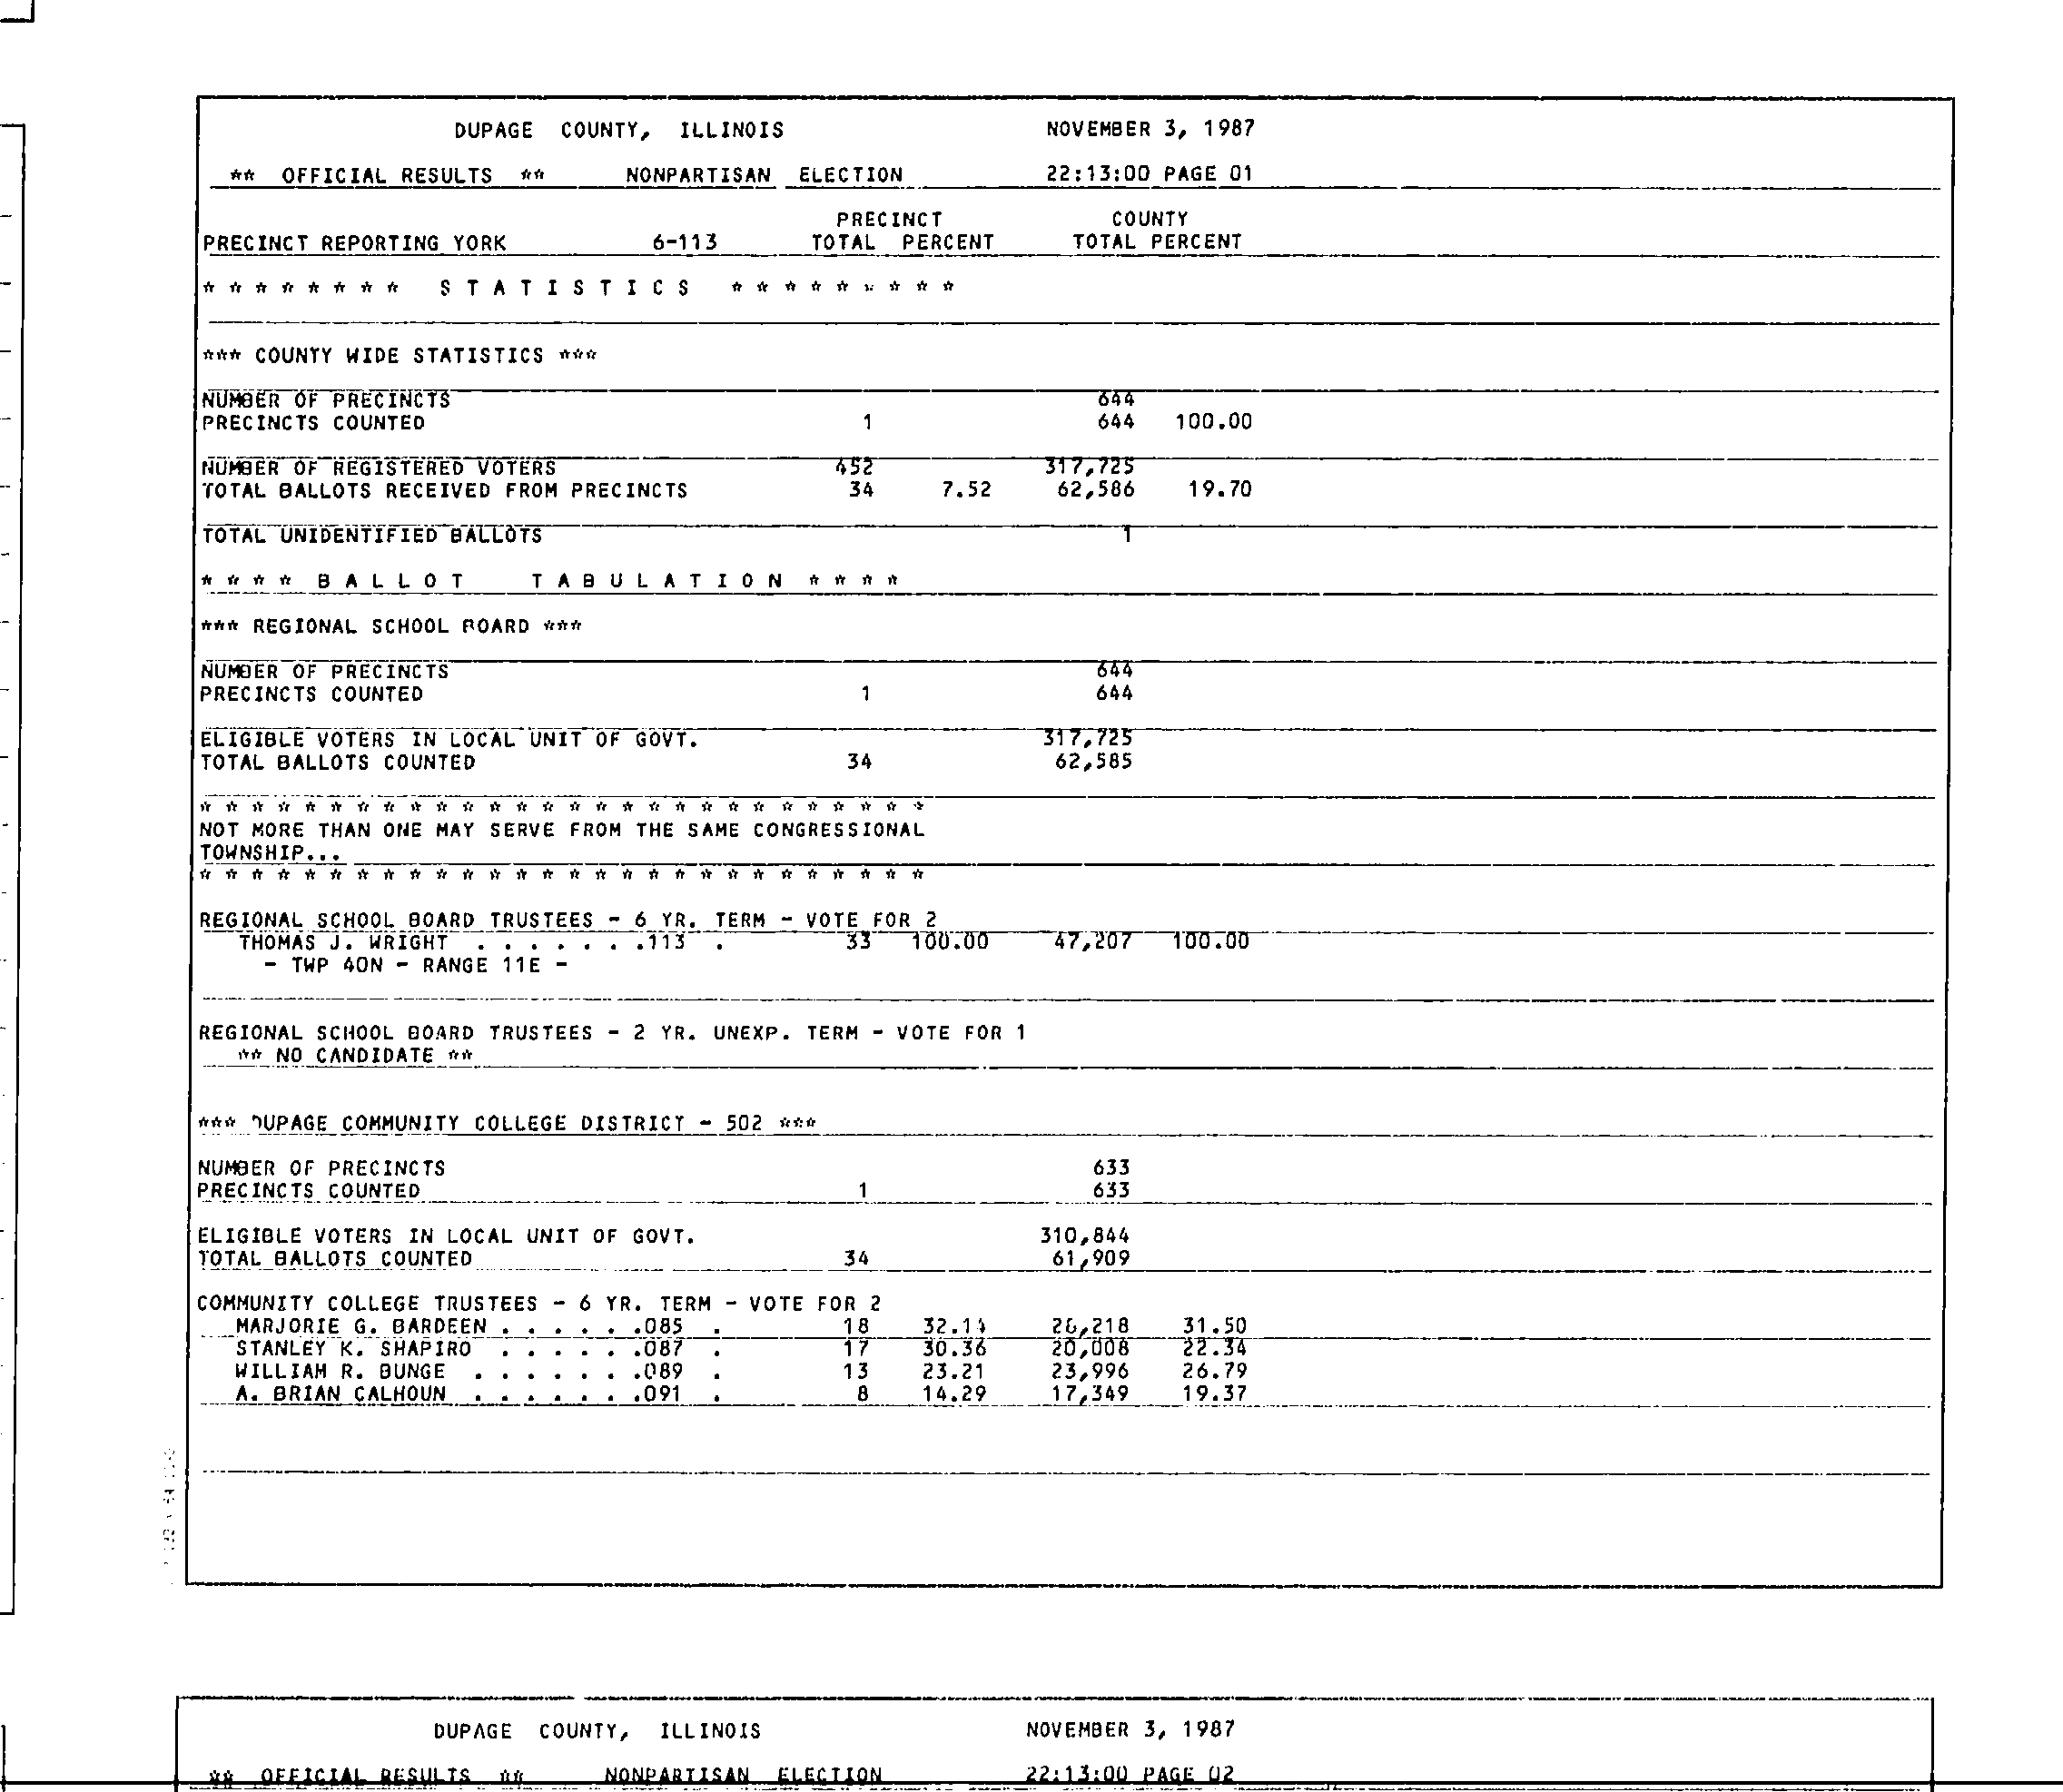 DUPAGE COUNTY, ILLINOIS NOVEMBER 3, 1987
** OFFICIAL RESULTS ** NONPARTISAN ELECTION 22:13:00 PAGE 01
PRECINCT COUNTY
PRECINCT REPORTING YORK 6-113 TOTAL PERCENT TOTAL PERCENT
* * * * * * * * S T A T I S T I C S * * * * * * * * *
*** COUNTY WIDE STATISTICS ***
NUMBER OF PRECINCTS 644
PRECINCTS COUNTED 1 644 100.00
NUMBER OF REGISTERED VOTERS 452 317,725
TOTAL BALLOTS RECEIVED FROM PRECINCTS 34 7.52 62,586 19.70
TOTAL UNIDENTIFIED BALLOTS 1
* * * * B A L L O T T A B U L A T I O N * * * *
*** REGIONAL SCHOOL BOARD ***
NUMBER OF PRECINCTS 644
PRECINCTS COUNTED 1 644
ELIGIBLE VOTERS IN LOCAL UNIT OF GOVT. 317,725
TOTAL BALLOTS COUNTED 34 62,585
* * * * * * * * * * * * * * * * * * * * * * * * * * * *
NOT MORE THAN ONE MAY SERVE FROM THE SAME CONGRESSIONAL
TOWNSHIP...
* * * * * * * * * * * * * * * * * * * * * * * * * * * *
REGIONAL SCHOOL BOARD TRUSTEES - 6 YR. TERM - VOTE FOR 2
THOMAS J. WRIGHT . . . . . . .113 . 33 100.00 47,207 100.00
- TWP 40N - RANGE 11E -
REGIONAL SCHOOL BOARD TRUSTEES - 2 YR. UNEXP. TERM - VOTE FOR 1
** NO CANDIDATE **
*** DUPAGE COMMUNITY COLLEGE DISTRICT - 502 ***
NUMBER OF PRECINCTS 633
PRECINCTS COUNTED 1 633
ELIGIBLE VOTERS IN LOCAL UNIT OF GOVT. 310,844
TOTAL BALLOTS COUNTED 34 61,909
COMMUNITY COLLEGE TRUSTEES - 6 YR. TERM - VOTE FOR 2
MARJORIE G. BARDEEN . . . . . .085 . 18 32.14 28,218 31.50
STANLEY K. SHAPIRO . . . . . .087 . 17 30.36 20,008 22.34
WILLIAM R. BUNGE . . . . . . .089 . 13 23.21 23,996 26.79
A. BRIAN CALHOUN . . . . . . .091 . 8 14.29 17,349 19.37
DUPAGE COUNTY, ILLINOIS NOVEMBER 3, 1987
** OFFICIAL RESULTS ** NONPARTISAN ELECTION 22:13:00 PAGE 02